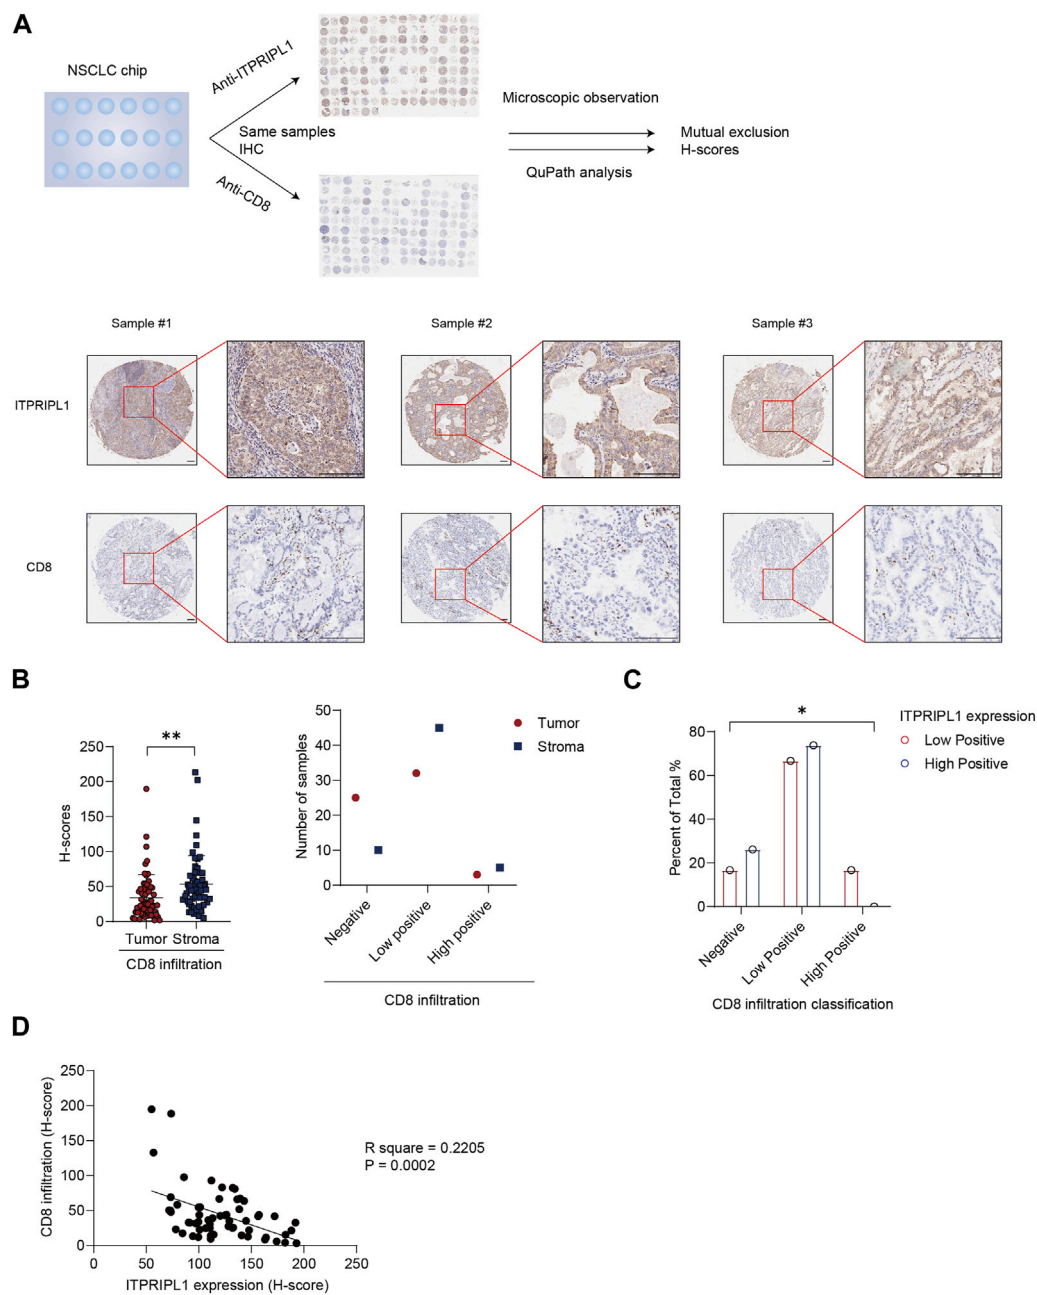 A
NSCLC chip
Anti-ITPRIPL1
Same samples
IHC
Anti-CD8
Microscopic observation
QuPath analysis
Mutual exclusion
H-scores
Sample #1
Sample #2
Sample #3
ITPRIPL1
CD8
B
H-scores
250
200
150
100
50
0
**
Tumor
Stroma
CD8 infiltration
Number of samples
50
40
30
20
10
0
Negative
Low positive
High positive
CD8 infiltration
Tumor
Stroma
C
Percent of Total %
80
60
40
20
0
*
Negative
Low Positive
High Positive
CD8 infiltration classification
ITPRIPL1 expression
Low Positive
High Positive
D
CD8 infiltration (H-score)
250
200
150
100
50
0
0
50
100
150
200
250
ITPRIPL1 expression (H-score)
R square = 0.2205
P = 0.0002